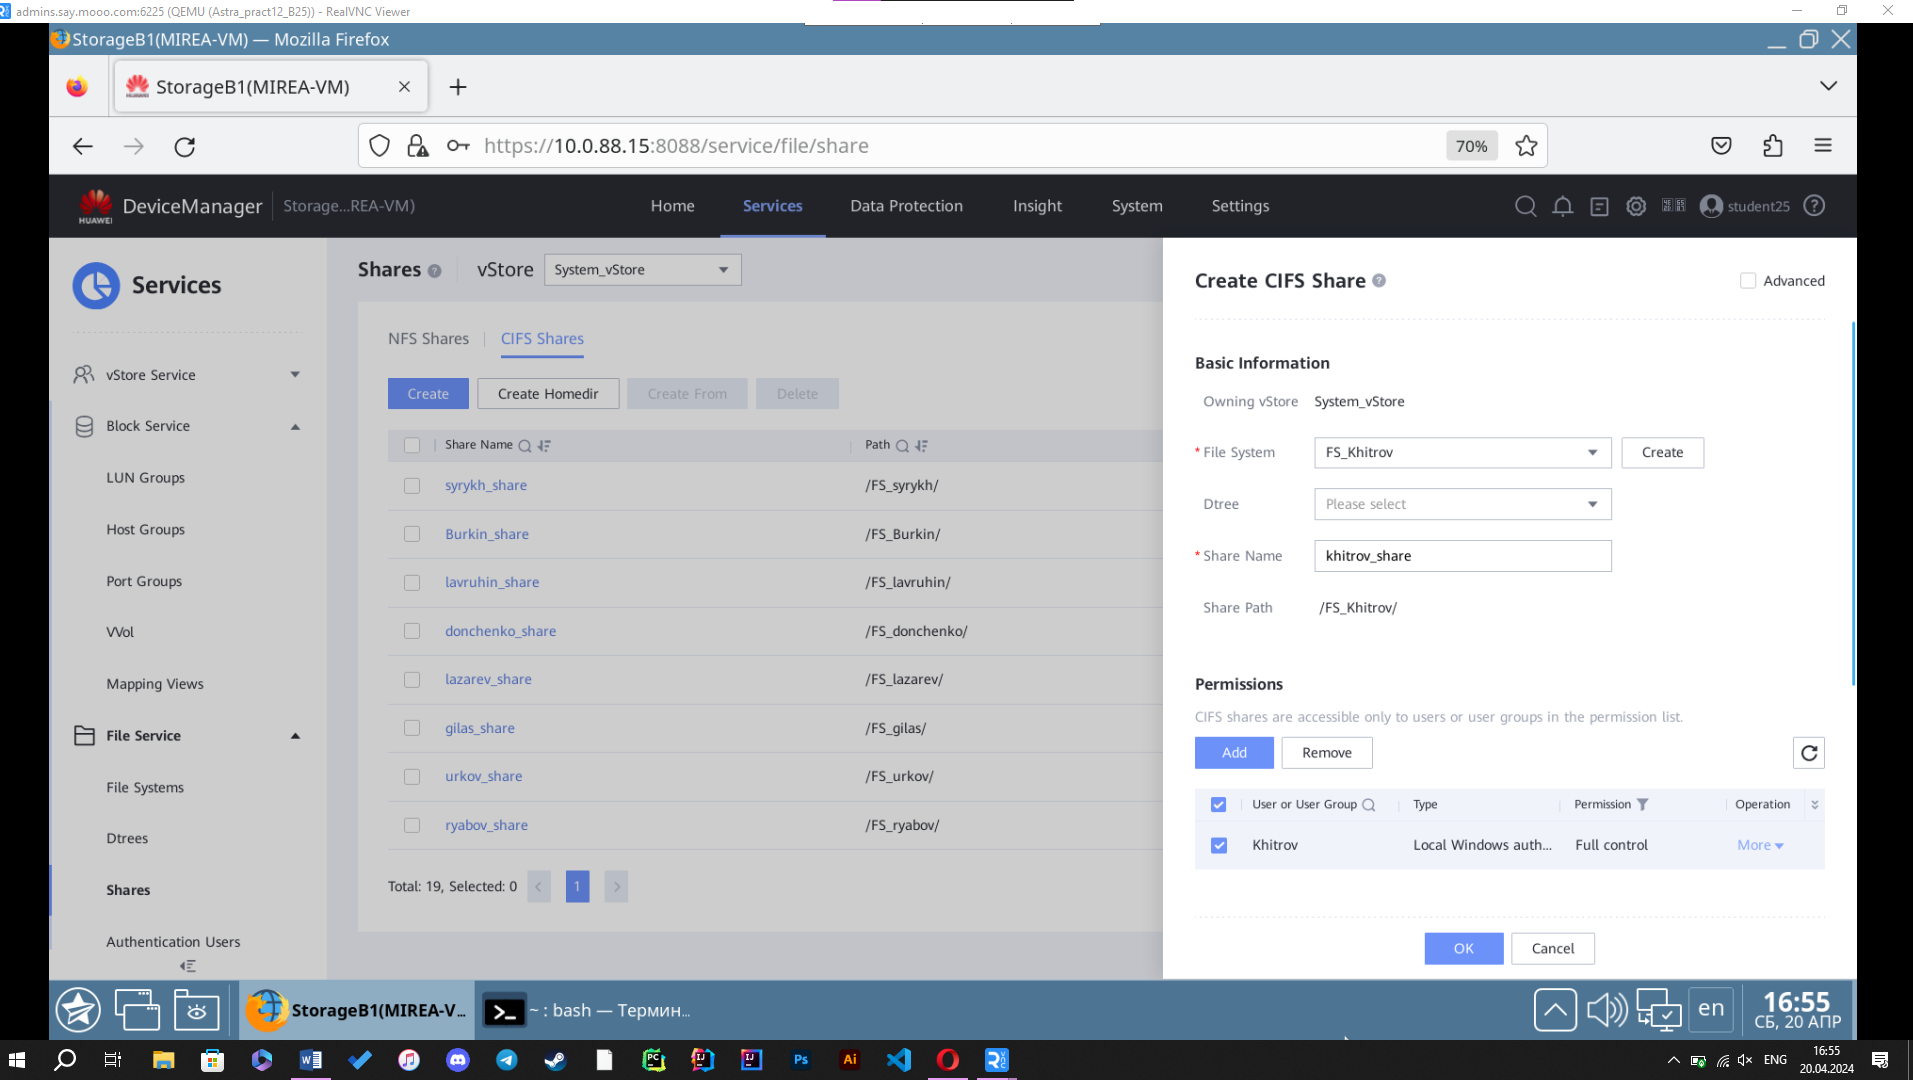 admins.say.mooo.com:6225 (QEMU (Astra_pract12_B25)) - RealVNC Viewer
StorageB1(MIREA-VM) — Mozilla Firefox
StorageB1(MIREA-VM)
https://10.0.88.15:8088/service/file/share
70%
HUAWEI
DeviceManager
Storage...REA-VM)
Home
Services
Data Protection
Insight
System
Settings
student25
Services
vStore Service
Block Service
LUN Groups
Host Groups
Port Groups
VVol
Mapping Views
File Service
File Systems
Dtrees
Shares
Authentication Users
Shares
vStore
System_vStore
NFS Shares
CIFS Shares
Create
Create Homedir
Create From
Delete
Share Name
Path
syrykh_share /FS_syrykh/
Burkin_share /FS_Burkin/
lavruhin_share /FS_lavruhin/
donchenko_share /FS_donchenko/
lazarev_share /FS_lazarev/
gilas_share /FS_gilas/
urkov_share /FS_urkov/
ryabov_share /FS_ryabov/
Total: 19, Selected: 0
1
Create CIFS Share
Advanced
Basic Information
Owning vStore System_vStore
* File System FS_Khitrov Create
Dtree Please select
* Share Name khitrov_share
Share Path /FS_Khitrov/
Permissions
CIFS shares are accessible only to users or user groups in the permission list.
Add
Remove
User or User Group Type Permission Operation
Khitrov Local Windows auth... Full control More
OK
Cancel
StorageB1(MIREA-V...
~ : bash — Термин...
en
16:55
СБ, 20 АПР
ENG
16:55
20.04.2024